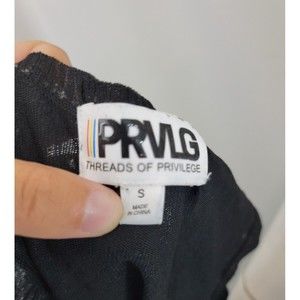 PRVLG
THREADS OF PRIVILEGE
S
MADE
IN CHINA